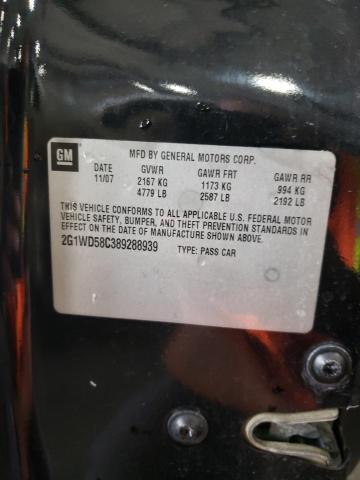 GM
MFD BY GENERAL MOTORS CORP.
DATE GVWR GAWR FRT GAWR RR
11/07 2167 KG 1173 KG 994 KG
4779 LB 2587 LB 2192 LB
THIS VEHICLE CONFORMS TO ALL APPLICABLE U.S. FEDERAL MOTOR
VEHICLE SAFETY, BUMPER, AND THEFT PREVENTION STANDARDS IN
EFFECT ON THE DATE OF MANUFACTURE SHOWN ABOVE.
2G1WD58C389288939 TYPE: PASS CAR